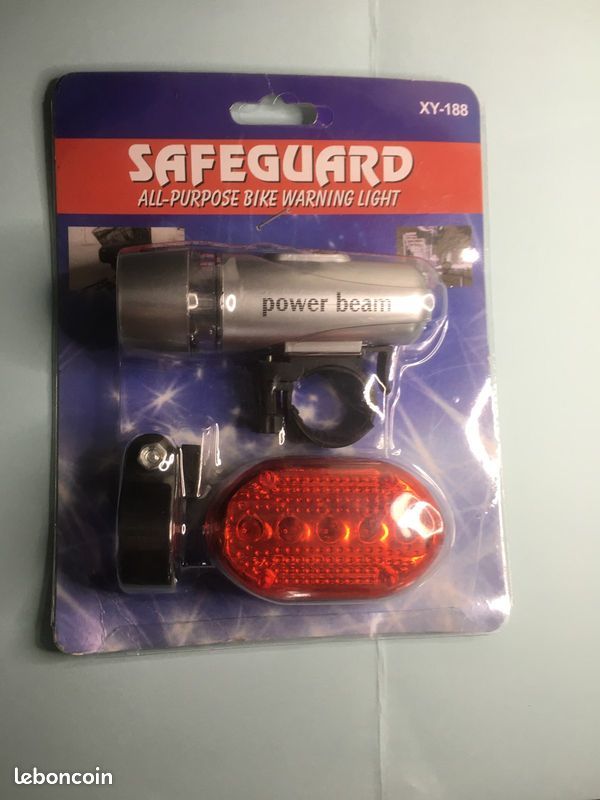 XY-188
SAFEGUARD
ALL-PURPOSE BIKE WARNING LIGHT
power beam
leboncoin